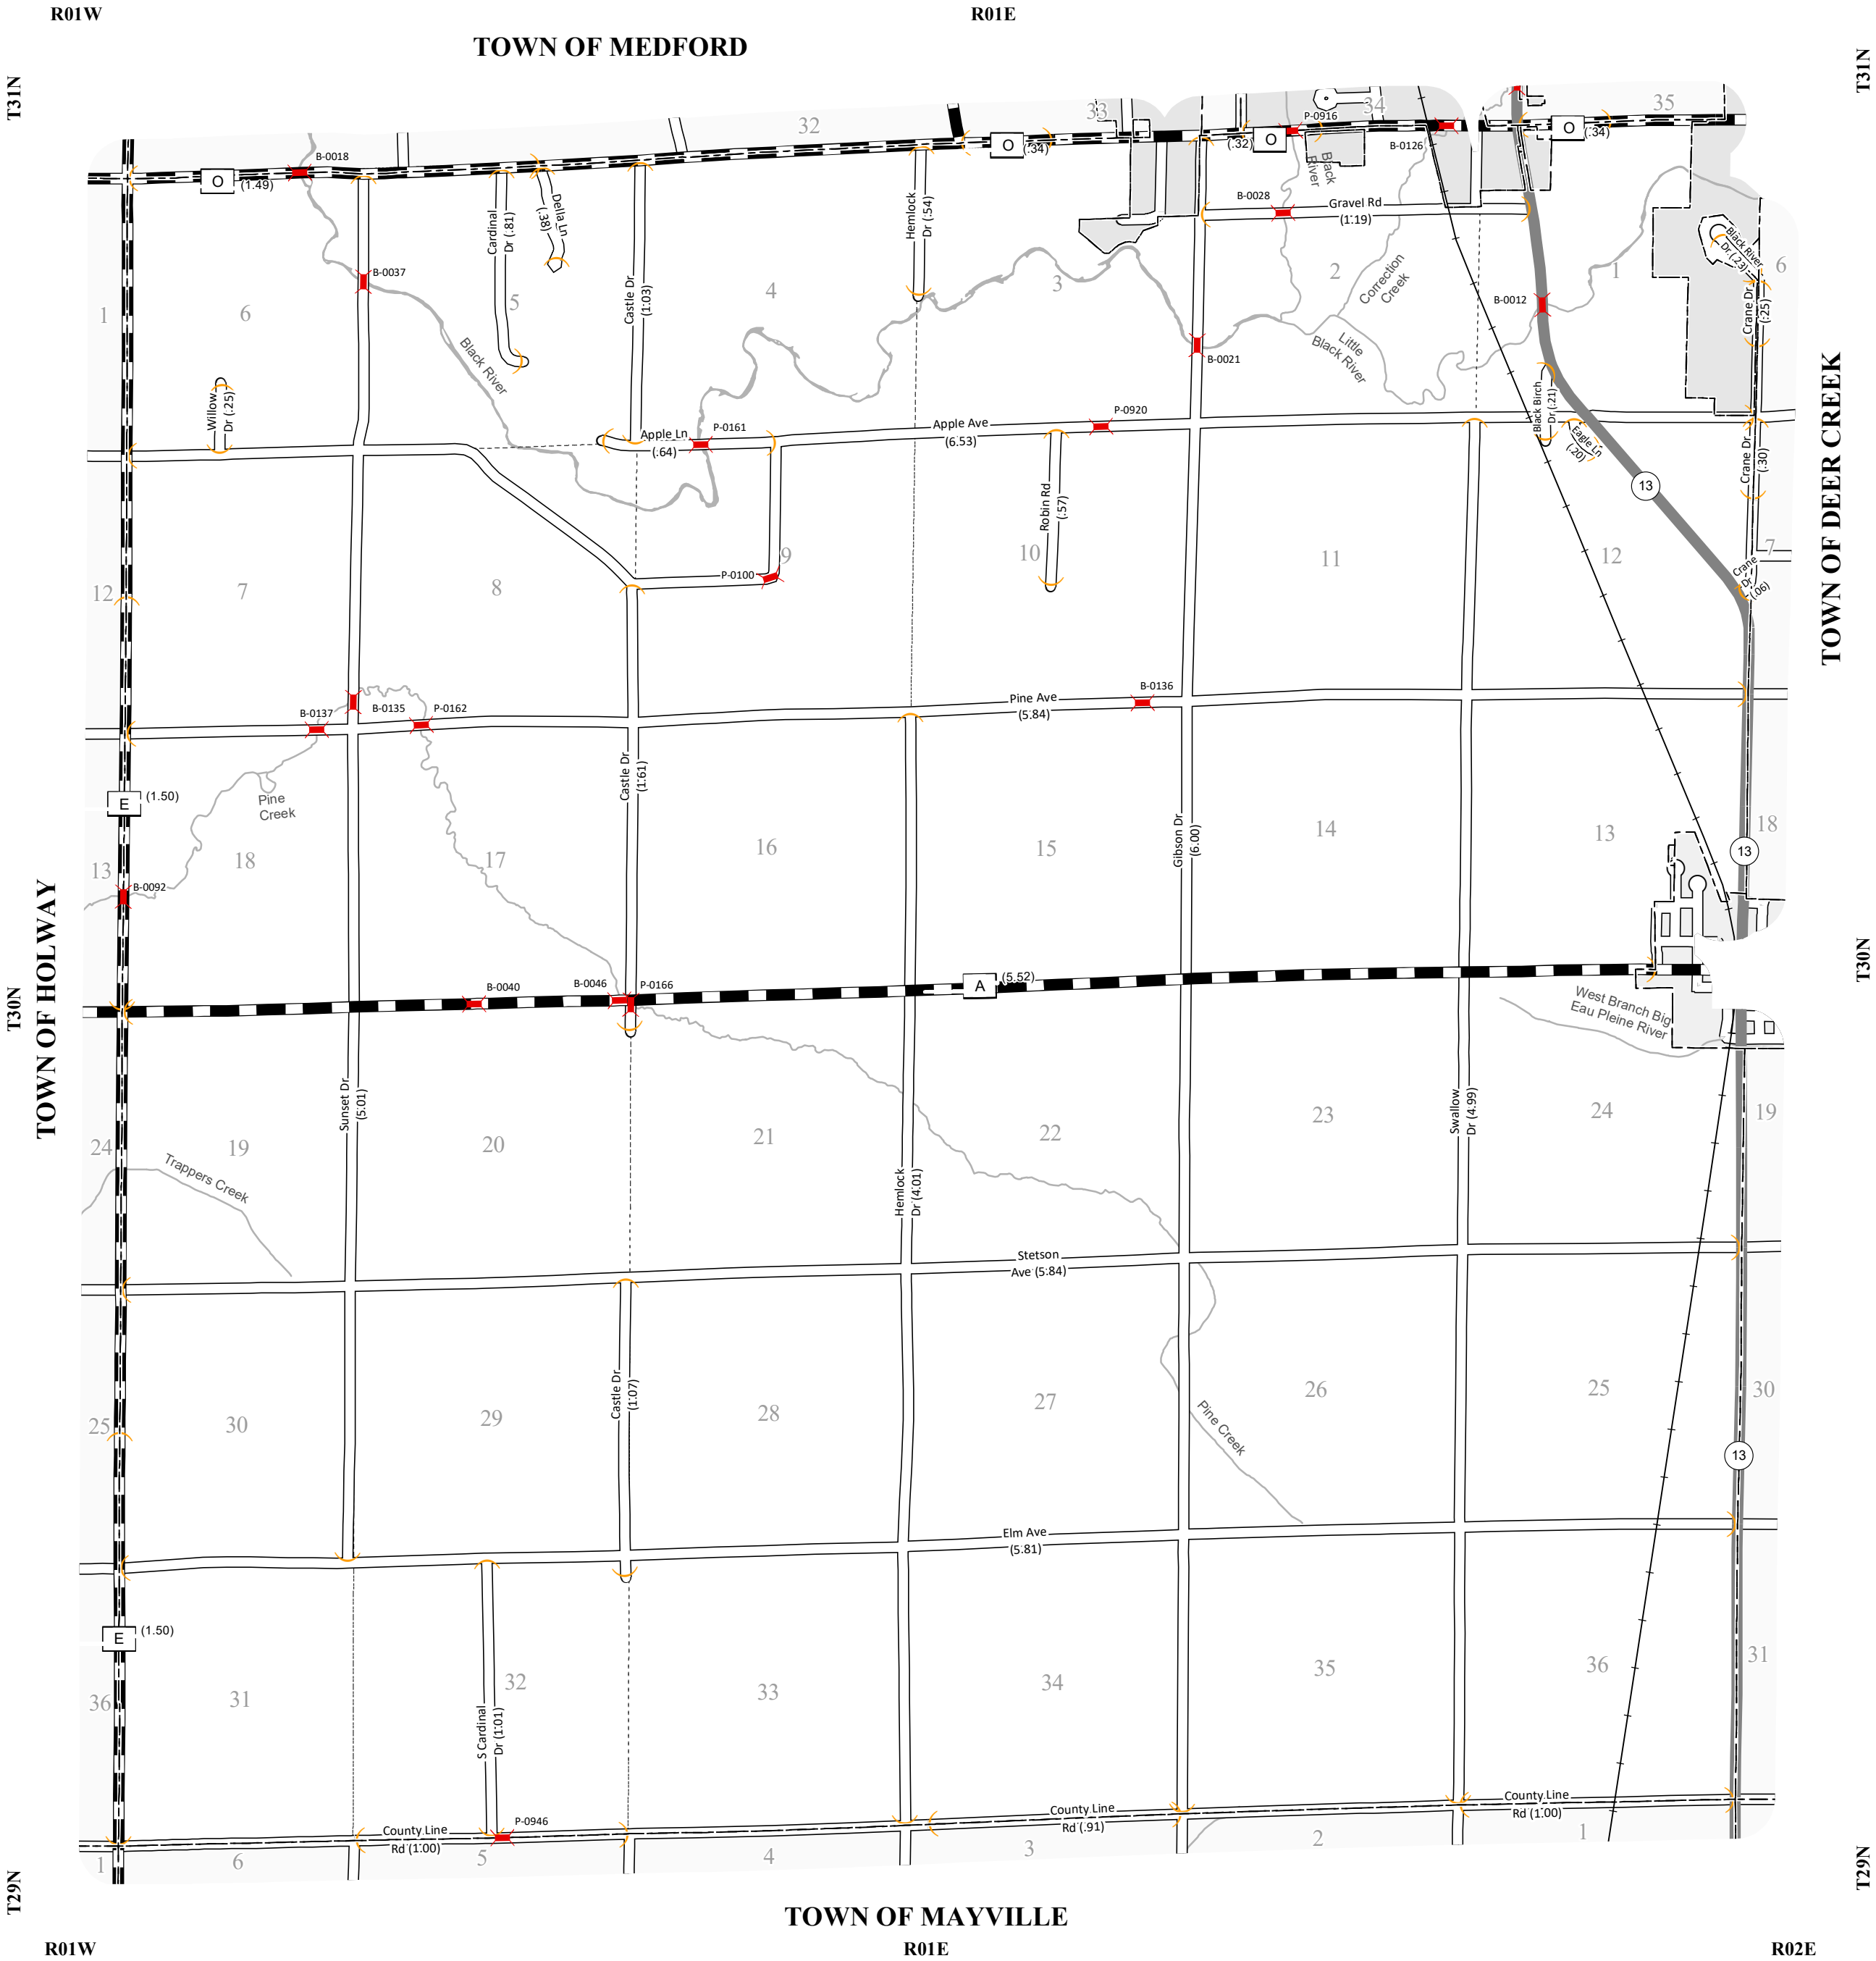 R01W
R01E
TOWN OF MEDFORD
T31N
T31N
32
33
34
35
P-0916
B-0018
O
(1.49)
O
(.34)
(.32)
O
B-0126
O
(.34)
Black
River
B-0028
Gravel Rd
(1.19)
Cardinal
Dr (.81)
Della Ln
(.38)
Hemlock
Dr (.54)
Castle Dr
(1.03)
B-0037
1
6
5
4
3
2
1
6
Correction
Creek
B-0012
Black River
Dr (.23)
Crane Dr
(.25)
Black River
Little
Black River
B-0021
Willow
Dr (.25)
Apple Ln
(.64)
P-0161
Apple Ave
(6.53)
P-0920
Black Birch
Dr (.21)
Eagle Ln
(.20)
Crane Dr
(.30)
13
Robin Rd
(.57)
TOWN OF DEER CREEK
12
7
8
P-0100
9
10
11
12
7
Crane
Dr
(.06)
B-0137
B-0135
P-0162
Pine Ave
(5.84)
B-0136
E
(1.50)
Pine
Creek
Castle Dr
(1.61)
Gibson Dr
(6.00)
13
18
17
16
15
14
13
18
13
B-0092
TOWN OF HOLWAY
T30N
T30N
B-0040
B-0046
P-0166
A
(5.52)
West Branch Big
Eau Pleine River
Sunset Dr
(5.01)
Swallow
Dr (4.99)
24
19
20
21
22
23
24
19
Trappers Creek
Hemlock
Dr (4.01)
Stetson
Ave (5.84)
Castle Dr
(1.07)
25
30
29
28
27
26
25
30
Pine Creek
13
Elm Ave
(5.81)
E
(1.50)
36
31
32
33
34
35
36
31
S Cardinal
Dr (1.01)
County Line
Rd (1.00)
P-0946
County Line
Rd (.91)
County Line
Rd (1.00)
1
6
5
4
3
2
1
T29N
T29N
TOWN OF MAYVILLE
R01W
R01E
R02E